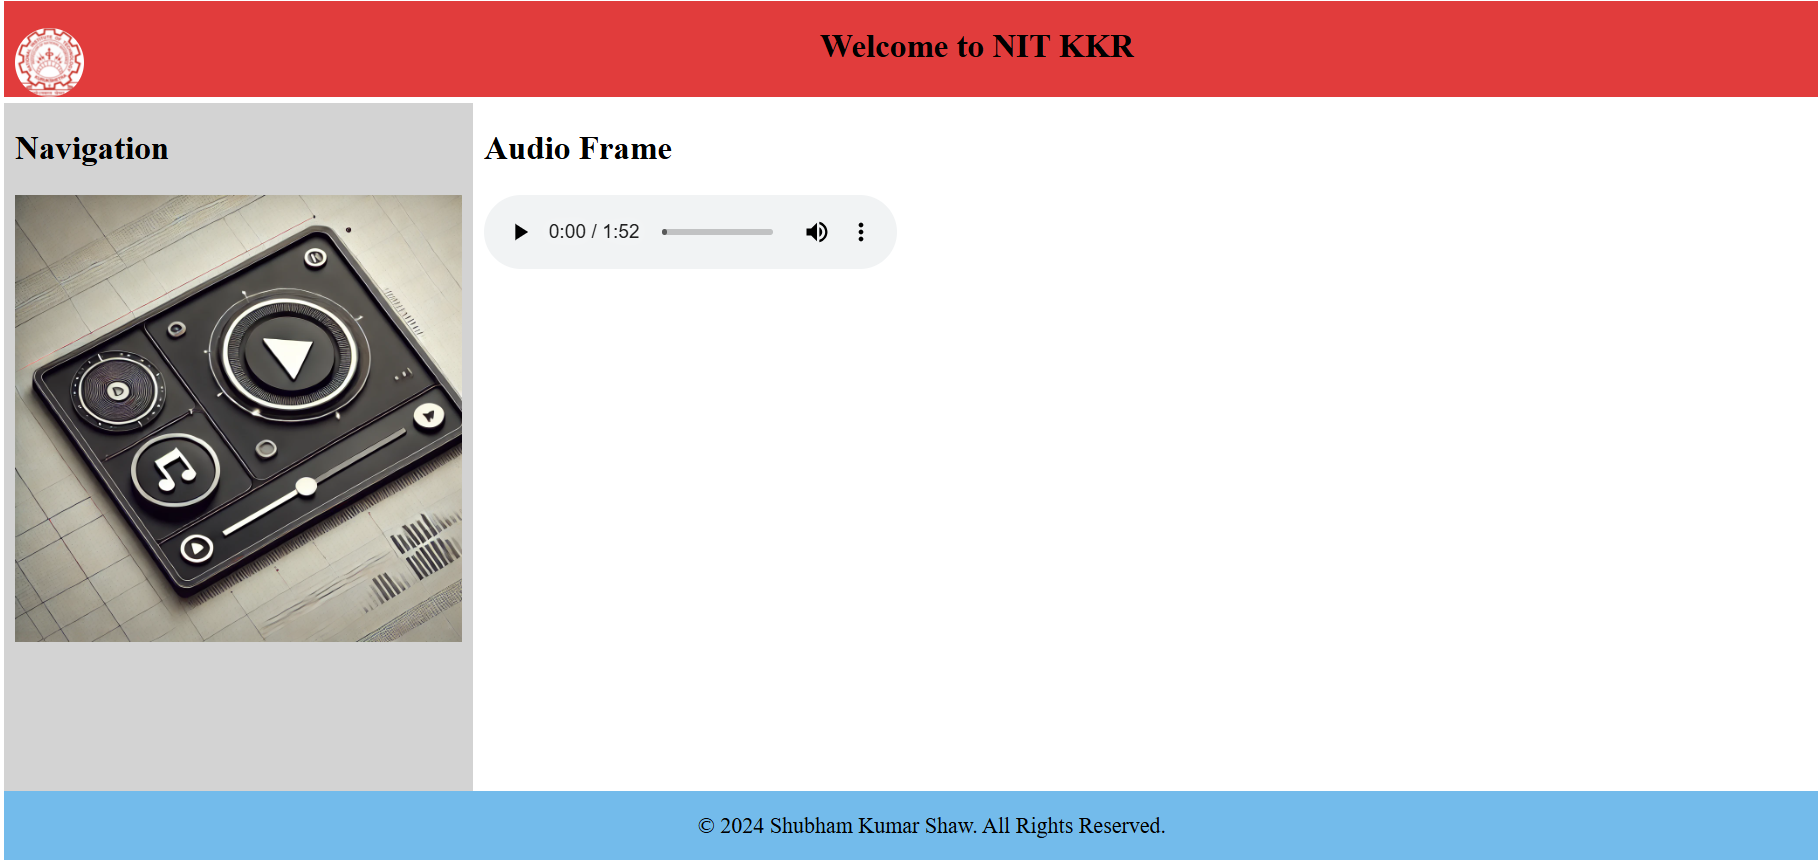 Welcome to NIT KKR
Navigation
Audio Frame
0:00 / 1:52
© 2024 Shubham Kumar Shaw. All Rights Reserved.